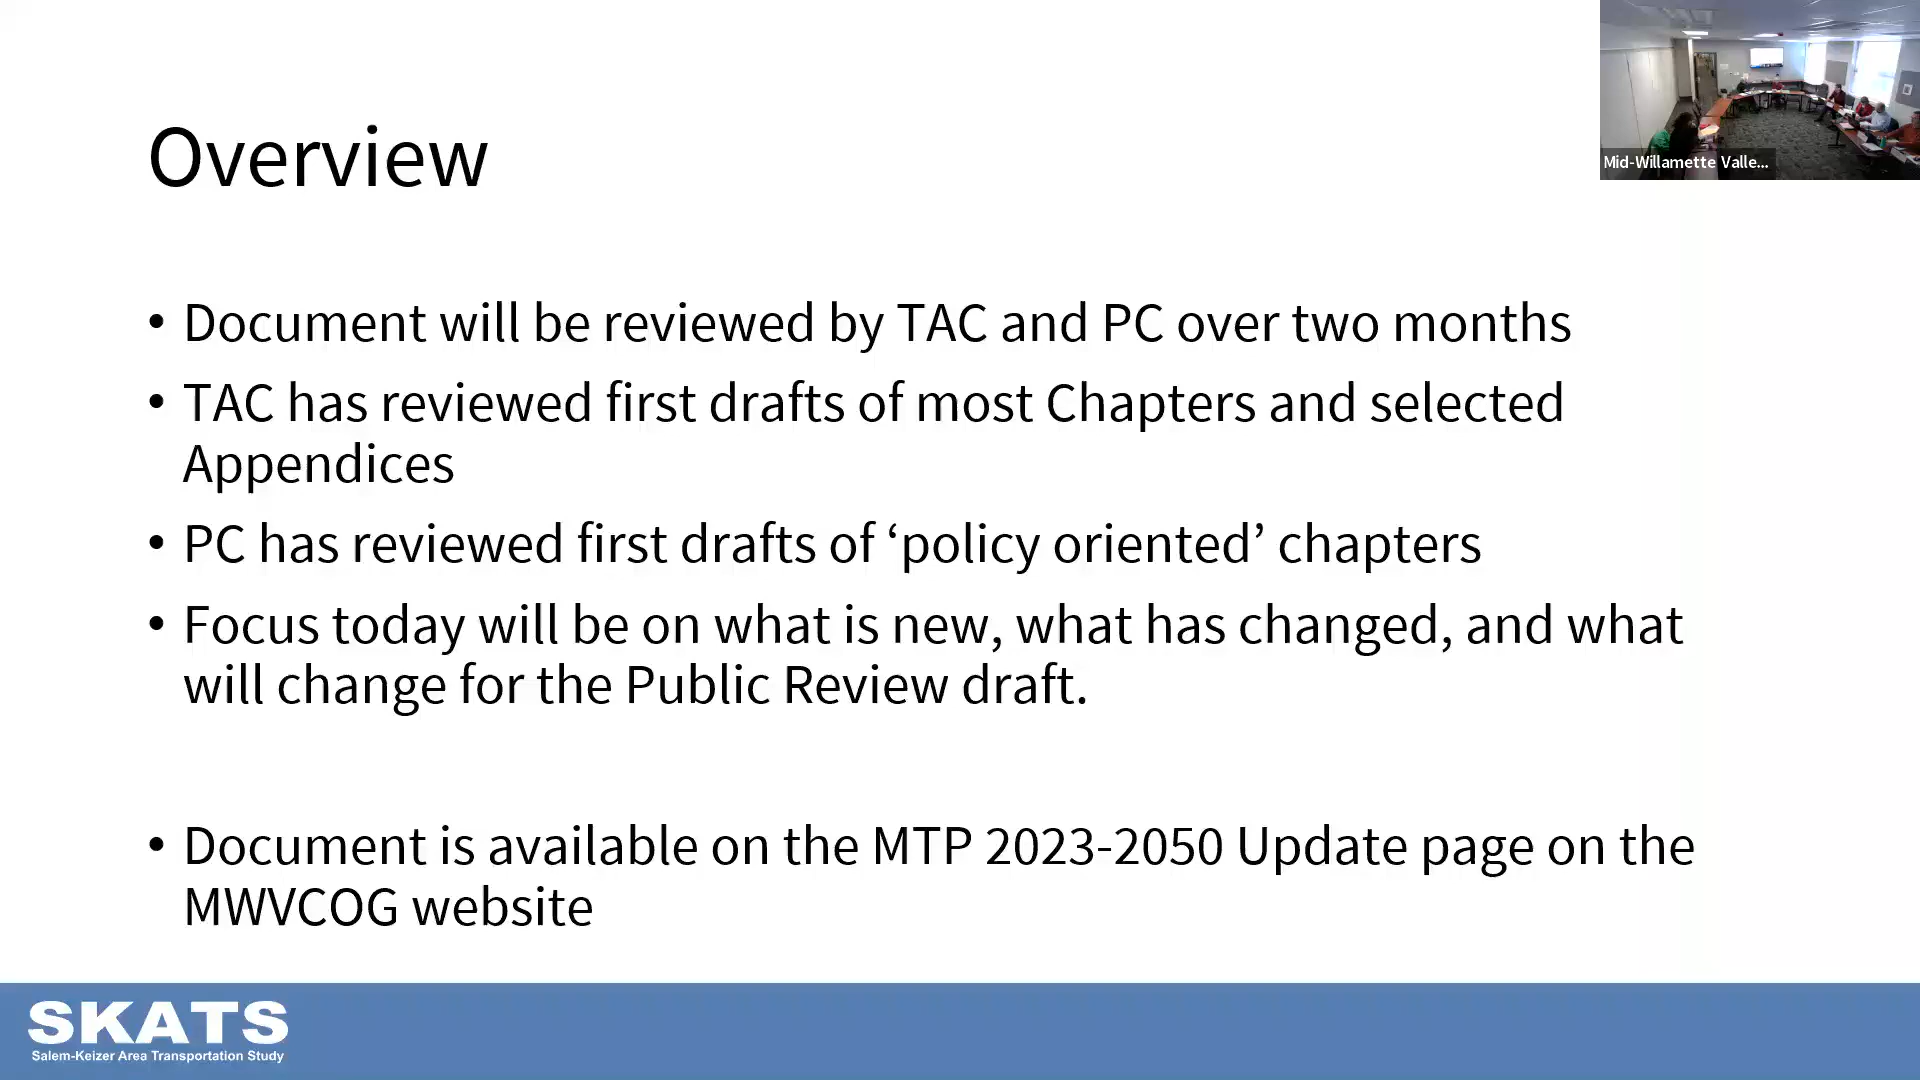 Mid-Willamette Valle...
Overview
• Document will be reviewed by TAC and PC over two months
• TAC has reviewed first drafts of most Chapters and selected
Appendices
• PC has reviewed first drafts of ‘policy oriented’ chapters
• Focus today will be on what is new, what has changed, and what
will change for the Public Review draft.
• Document is available on the MTP 2023-2050 Update page on the
MWVCOG website
SKATS
Salem-Keizer Area Transportation Study